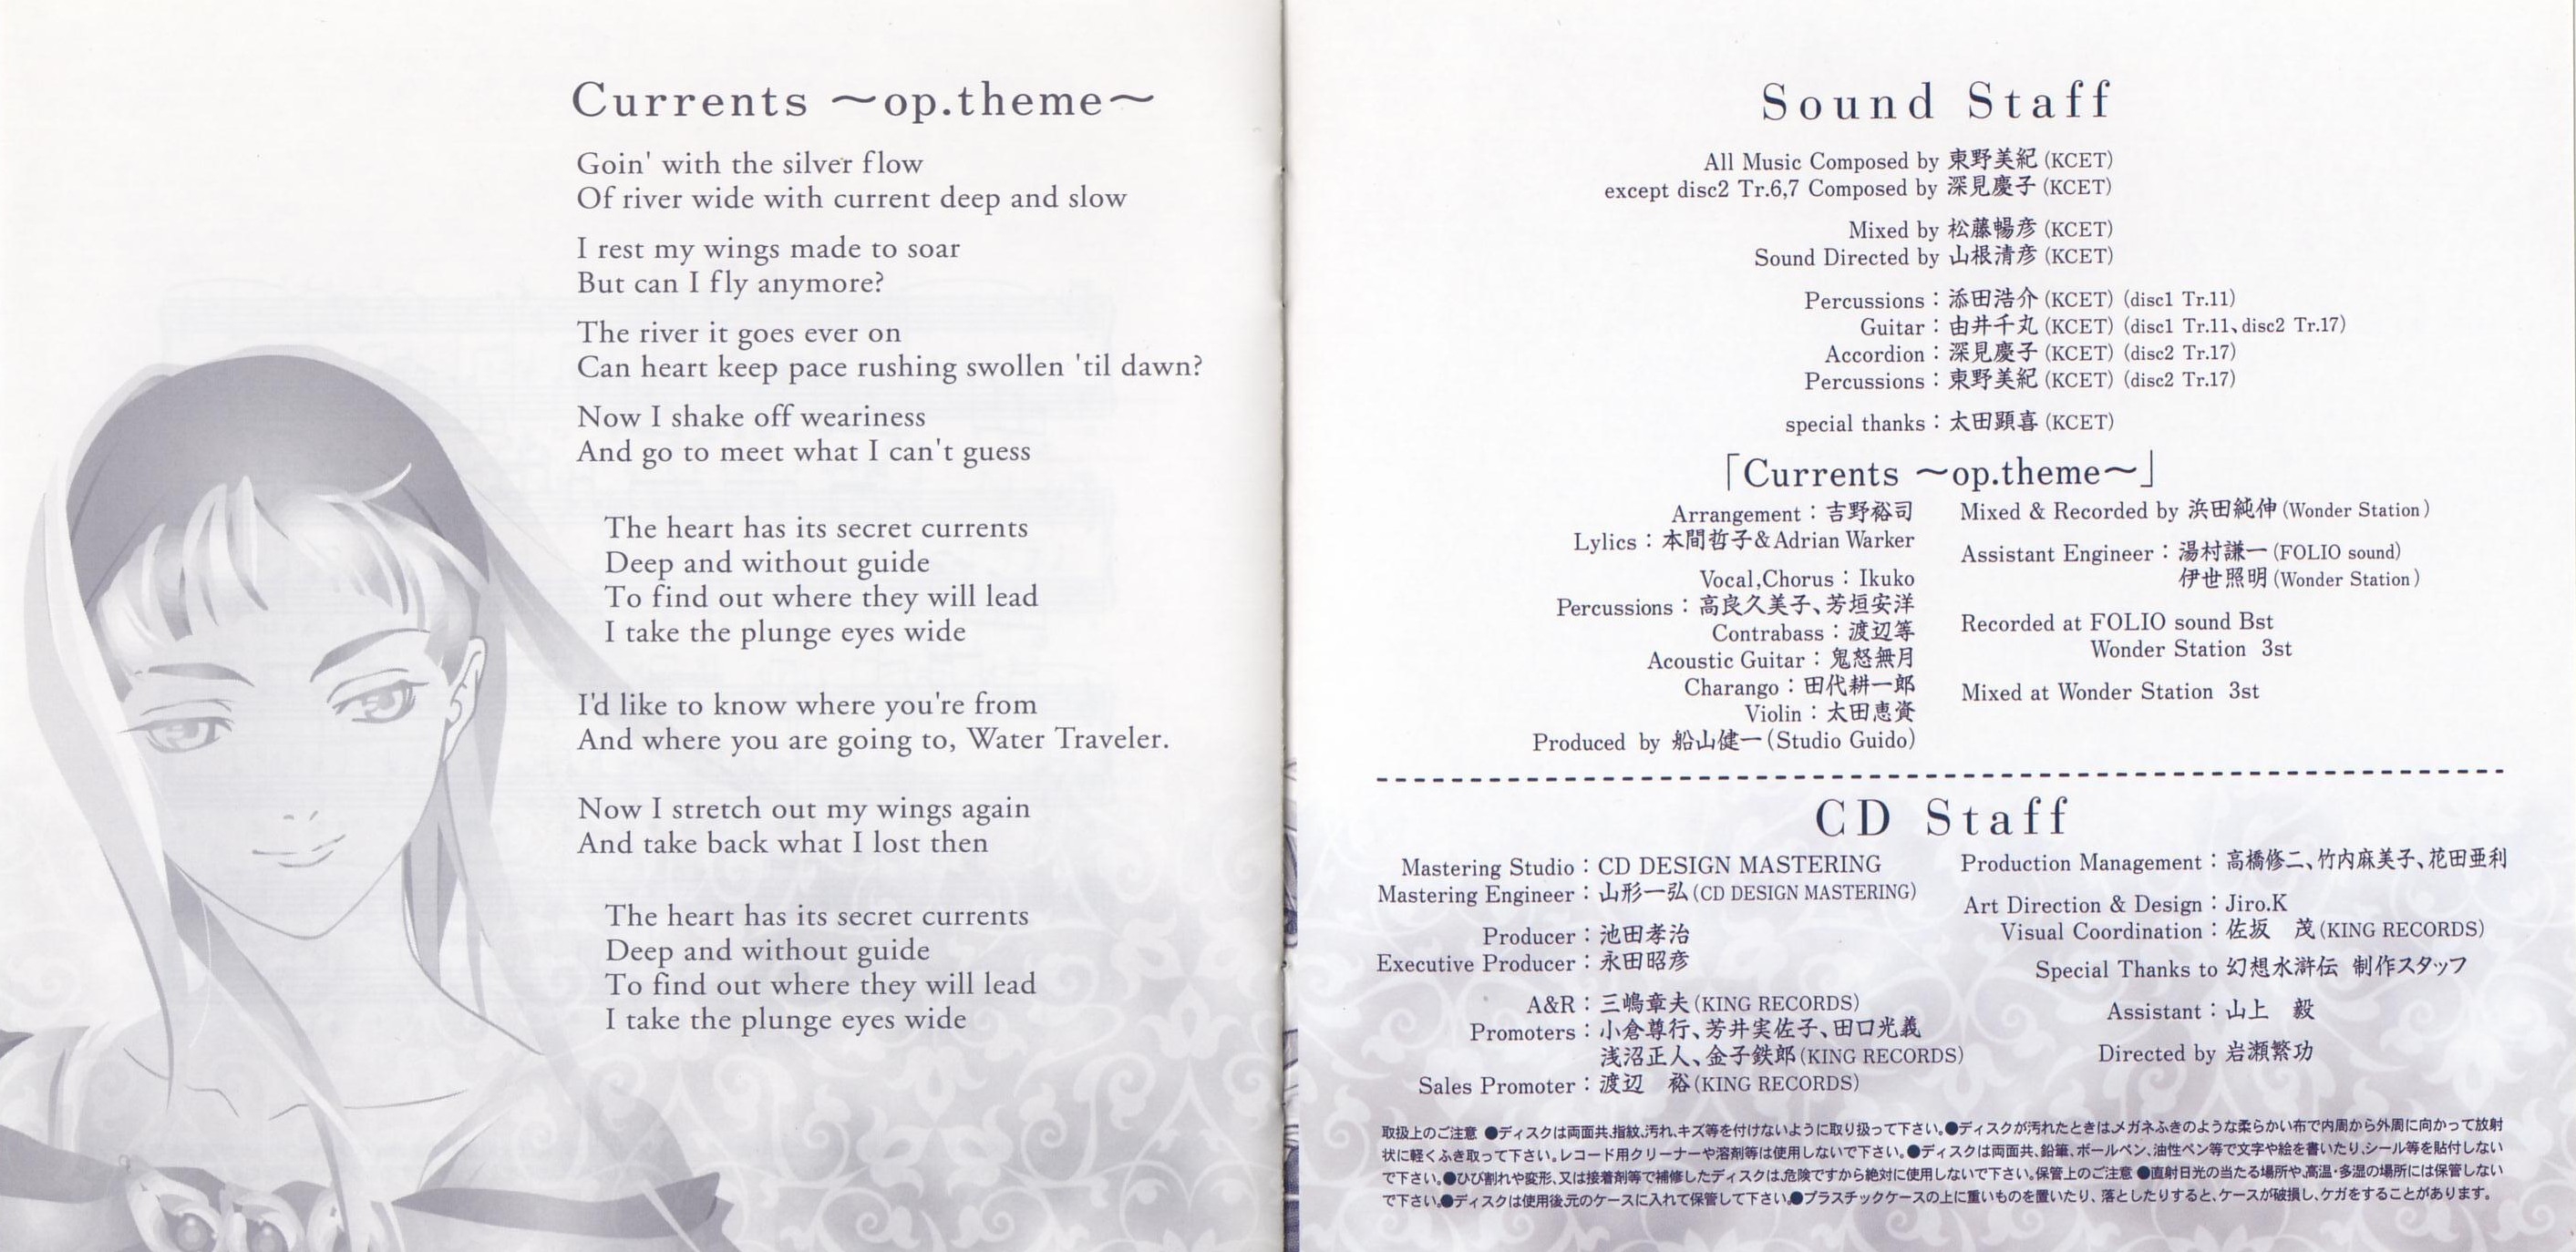 Currents ～op.theme～
Goin' with the silver flow
Of river wide with current deep and slow
I rest my wings made to soar
But can I fly anymore?
The river it goes ever on
Can heart keep pace rushing swollen 'til dawn?
Now I shake off weariness
And go to meet what I can't guess
The heart has its secret currents
Deep and without guide
To find out where they will lead
I take the plunge eyes wide
I'd like to know where you're from
And where you are going to, Water Traveler.
Now I stretch out my wings again
And take back what I lost then
The heart has its secret currents
Deep and without guide
To find out where they will lead
I take the plunge eyes wide
Sound Staff
All Music Composed by 東野美紀 (KCET)
except disc2 Tr.6,7 Composed by 深見慶子 (KCET)
Mixed by 松藤暢彦 (KCET)
Sound Directed by 山根清彦 (KCET)
Percussions：添田浩介 (KCET) (disc1 Tr.11)
Guitar：由井千丸 (KCET) (disc1 Tr.11、disc2 Tr.17)
Accordion：深見慶子 (KCET) (disc2 Tr.17)
Percussions：東野美紀 (KCET) (disc2 Tr.17)
special thanks：太田顕喜 (KCET)
「Currents ～op.theme～」
Arrangement：吉野裕司
Lylics：本間哲子&Adrian Warker
Vocal,Chorus：Ikuko
Percussions：高良久美子、芳垣安洋
Contrabass：渡辺等
Acoustic Guitar：鬼怒無月
Charango：田代耕一郎
Violin：太田恵資
Produced by 船山健一(Studio Guido)
Mixed & Recorded by 浜田純伸(Wonder Station)
Assistant Engineer：湯村謙一(FOLIO sound)
伊世照明(Wonder Station)
Recorded at FOLIO sound Bst
Wonder Station 3st
Mixed at Wonder Station 3st
CD Staff
Mastering Studio：CD DESIGN MASTERING
Mastering Engineer：山形一弘(CD DESIGN MASTERING)
Producer：池田孝治
Executive Producer：永田昭彦
A&R：三嶋章夫(KING RECORDS)
Promoters：小倉尊行、芳井実佐子、田口光義
浅沼正人、金子鉄郎(KING RECORDS)
Sales Promoter：渡辺　裕(KING RECORDS)
Production Management：高橋修二、竹内麻美子、花田亜利
Art Direction & Design：Jiro.K
Visual Coordination：佐坂　茂(KING RECORDS)
Special Thanks to 幻想水滸伝 制作スタッフ
Assistant：山上　毅
Directed by 岩瀬繁功
取扱上のご注意 ●ディスクは両面共、指紋、汚れ、キズ等を付けないように取り扱って下さい。●ディスクが汚れたときは、メガネふきのような柔らかい布で内周から外周に向かって放射
状に軽くふき取って下さい。レコード用クリーナーや溶剤等は使用しないで下さい。●ディスクは両面共、鉛筆、ボールペン、油性ペン等で文字や絵を書いたり、シール等を貼付しない
で下さい。●ひび割れや変形、又は接着剤等で補修したディスクは、危険ですから絶対に使用しないで下さい。保管上のご注意 ●直射日光の当たる場所や、高温・多湿の場所には保管しない
で下さい。●ディスクは使用後、元のケースに入れて保管して下さい。●プラスチックケースの上に重いものを置いたり、落としたりすると、ケースが破損し、ケガをすることがあります。